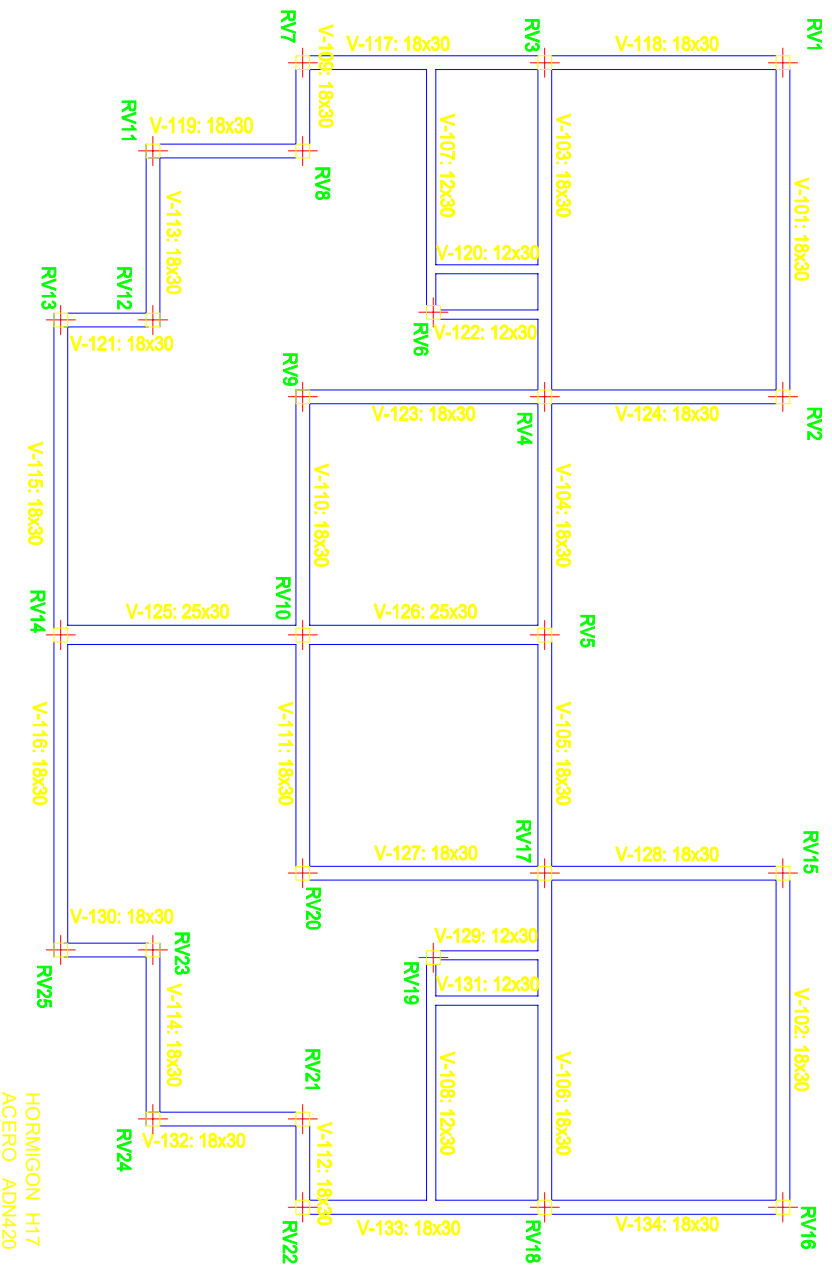 RV1
V-118: 18x30
RV3
V-117: 18x30
RV7
V-109: 18x30
RV8
V-119: 18x30
RV11
V-101: 18x30
V-103: 18x30
V-107: 12x30
V-113: 18x30
V-120: 12x30
RV12
RV13
V-122: 12x30
RV6
V-121: 18x30
RV2
RV4
RV9
V-124: 18x30
V-123: 18x30
V-104: 18x30
V-110: 18x30
V-115: 18x30
RV5
RV10
RV14
V-126: 25x30
V-125: 25x30
V-105: 18x30
V-111: 18x30
V-116: 18x30
RV15
RV17
V-128: 18x30
V-127: 18x30
RV20
V-130: 18x30
V-129: 12x30
RV23
RV19
RV25
V-131: 12x30
V-102: 18x30
V-106: 18x30
V-108: 12x30
V-114: 18x30
RV21
V-112: 18x30
RV24
V-132: 18x30
RV16
RV18
RV22
V-134: 18x30
V-133: 18x30
HORMIGON H17
ACERO ADN420